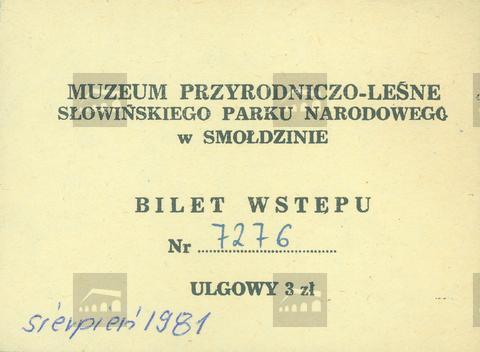 MUZEUM PRZYRODNICZO-LEŚNE
SŁOWIŃSKIEGO PARKU NARODOWEGO
w SMOŁDZINIE
BILET WSTĘPU
Nr 7276
ULGOWY 3 zł
sierpień 1981